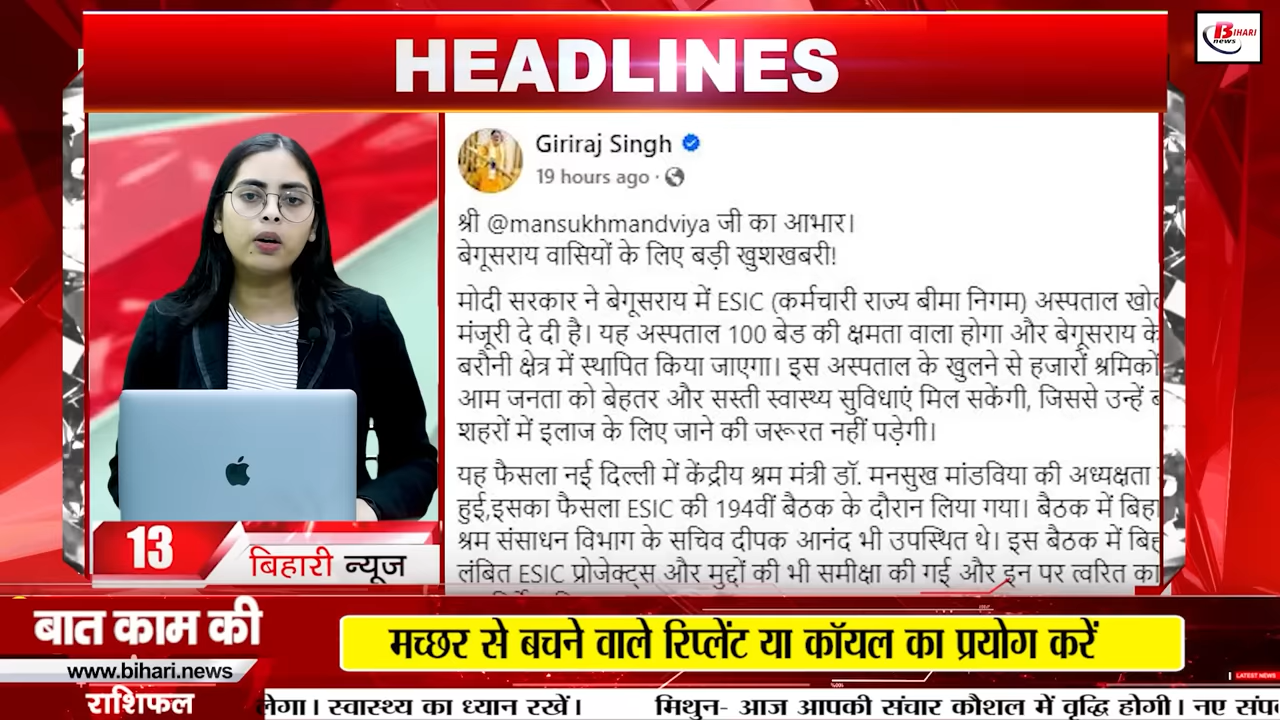 HEADLINES
BIHARI
news
Giriraj Singh
19 hours ago
श्री @mansukhmandviya जी का आभार।
बेगूसराय वासियों के लिए बड़ी खुशखबरी!
मोदी सरकार ने बेगूसराय में ESIC (कर्मचारी राज्य बीमा निगम) अस्पताल
मंजूरी दे दी है। यह अस्पताल 100 बेड की क्षमता वाला होगा और बेगूसराय के
बरौनी क्षेत्र में स्थापित किया जाएगा। इस अस्पताल के खुलने से हजारों श्रमिकों
आम जनता को बेहतर और सस्ती स्वास्थ्य सुविधाएं मिल सकेंगी, जिससे उन्हें
शहरों में इलाज के लिए जाने की जरूरत नहीं पड़ेगी।
यह फैसला नई दिल्ली में केंद्रीय श्रम मंत्री डॉ. मनसुख मांडविया की अध्यक्षता
हुई,इसका फैसला ESIC की 194वीं बैठक के दौरान लिया गया। बैठक में
श्रम संसाधन विभाग के सचिव दीपक आनंद भी उपस्थित थे। इस बैठक में
लंबित ESIC प्रोजेक्ट्स और मुद्दों की भी समीक्षा की गई और इन पर त्वरित
13
बिहारी न्यूज
बात काम की
www.bihari.news
मच्छर से बचने वाले रिप्लेंट या कॉयल का प्रयोग करें
LATEST NEWS
राशिफल
लेगा। स्वास्थ्य का ध्यान रखें। मिथुन- आज आपकी संचार कौशल में वृद्धि होगी। नए